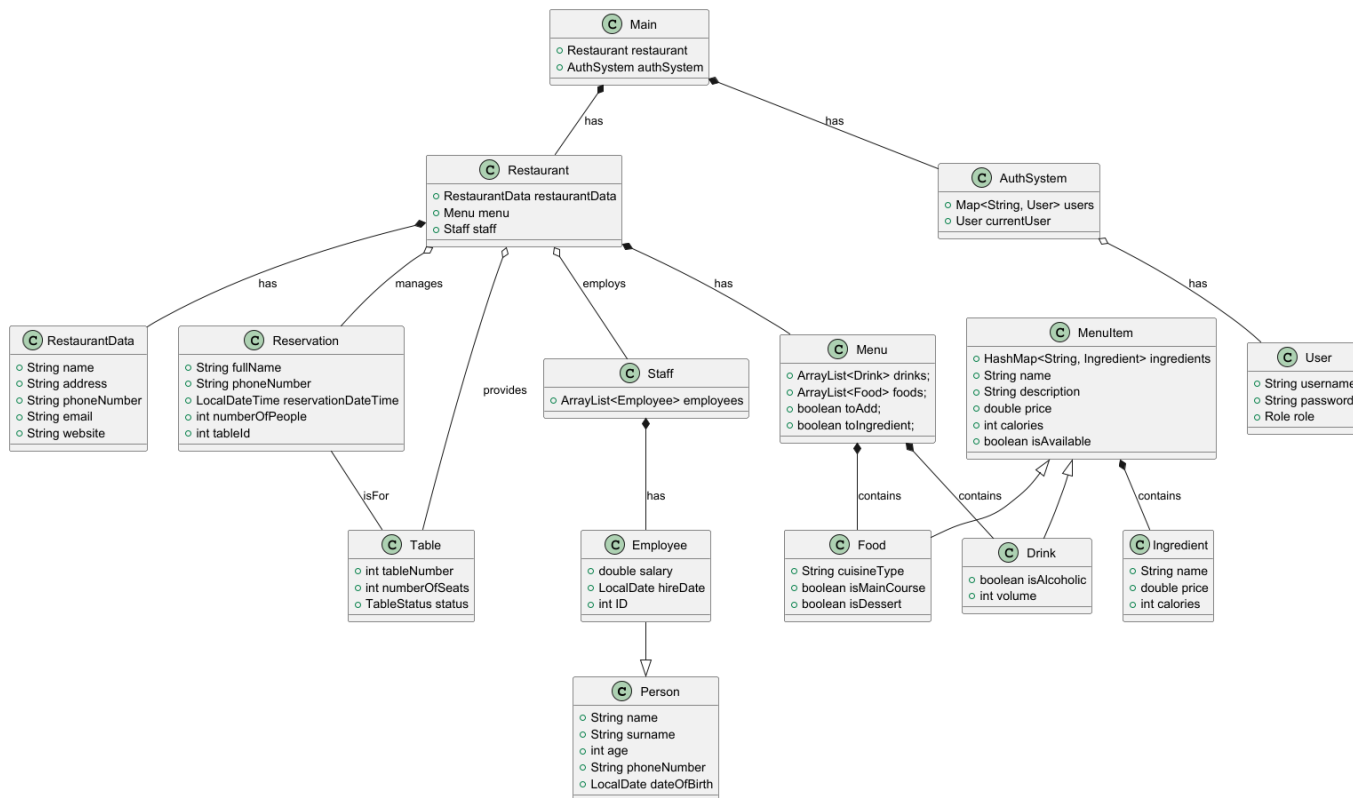 C Main
Restaurant restaurant
AuthSystem authSystem
has
has
C Restaurant
RestaurantData restaurantData
Menu menu
Staff staff
C AuthSystem
Map<String, User> users
User currentUser
has
manages
employs
has
has
provides
C RestaurantData
String name
String address
String phoneNumber
String email
String website
C Reservation
String fullName
String phoneNumber
LocalDateTime reservationDateTime
int numberOfPeople
int tableId
C Staff
ArrayList<Employee> employees
C Menu
ArrayList<Drink> drinks;
ArrayList<Food> foods;
boolean toAdd;
boolean toIngredient;
C MenuItem
HashMap<String, Ingredient> ingredients
String name
String description
double price
int calories
boolean isAvailable
C User
String username
String password
Role role
isFor
has
contains
contains
contains
C Table
int tableNumber
int numberOfSeats
TableStatus status
C Employee
double salary
LocalDate hireDate
int ID
C Food
String cuisineType
boolean isMainCourse
boolean isDessert
C Drink
boolean isAlcoholic
int volume
C Ingredient
String name
double price
int calories
C Person
String name
String surname
int age
String phoneNumber
LocalDate dateOfBirth